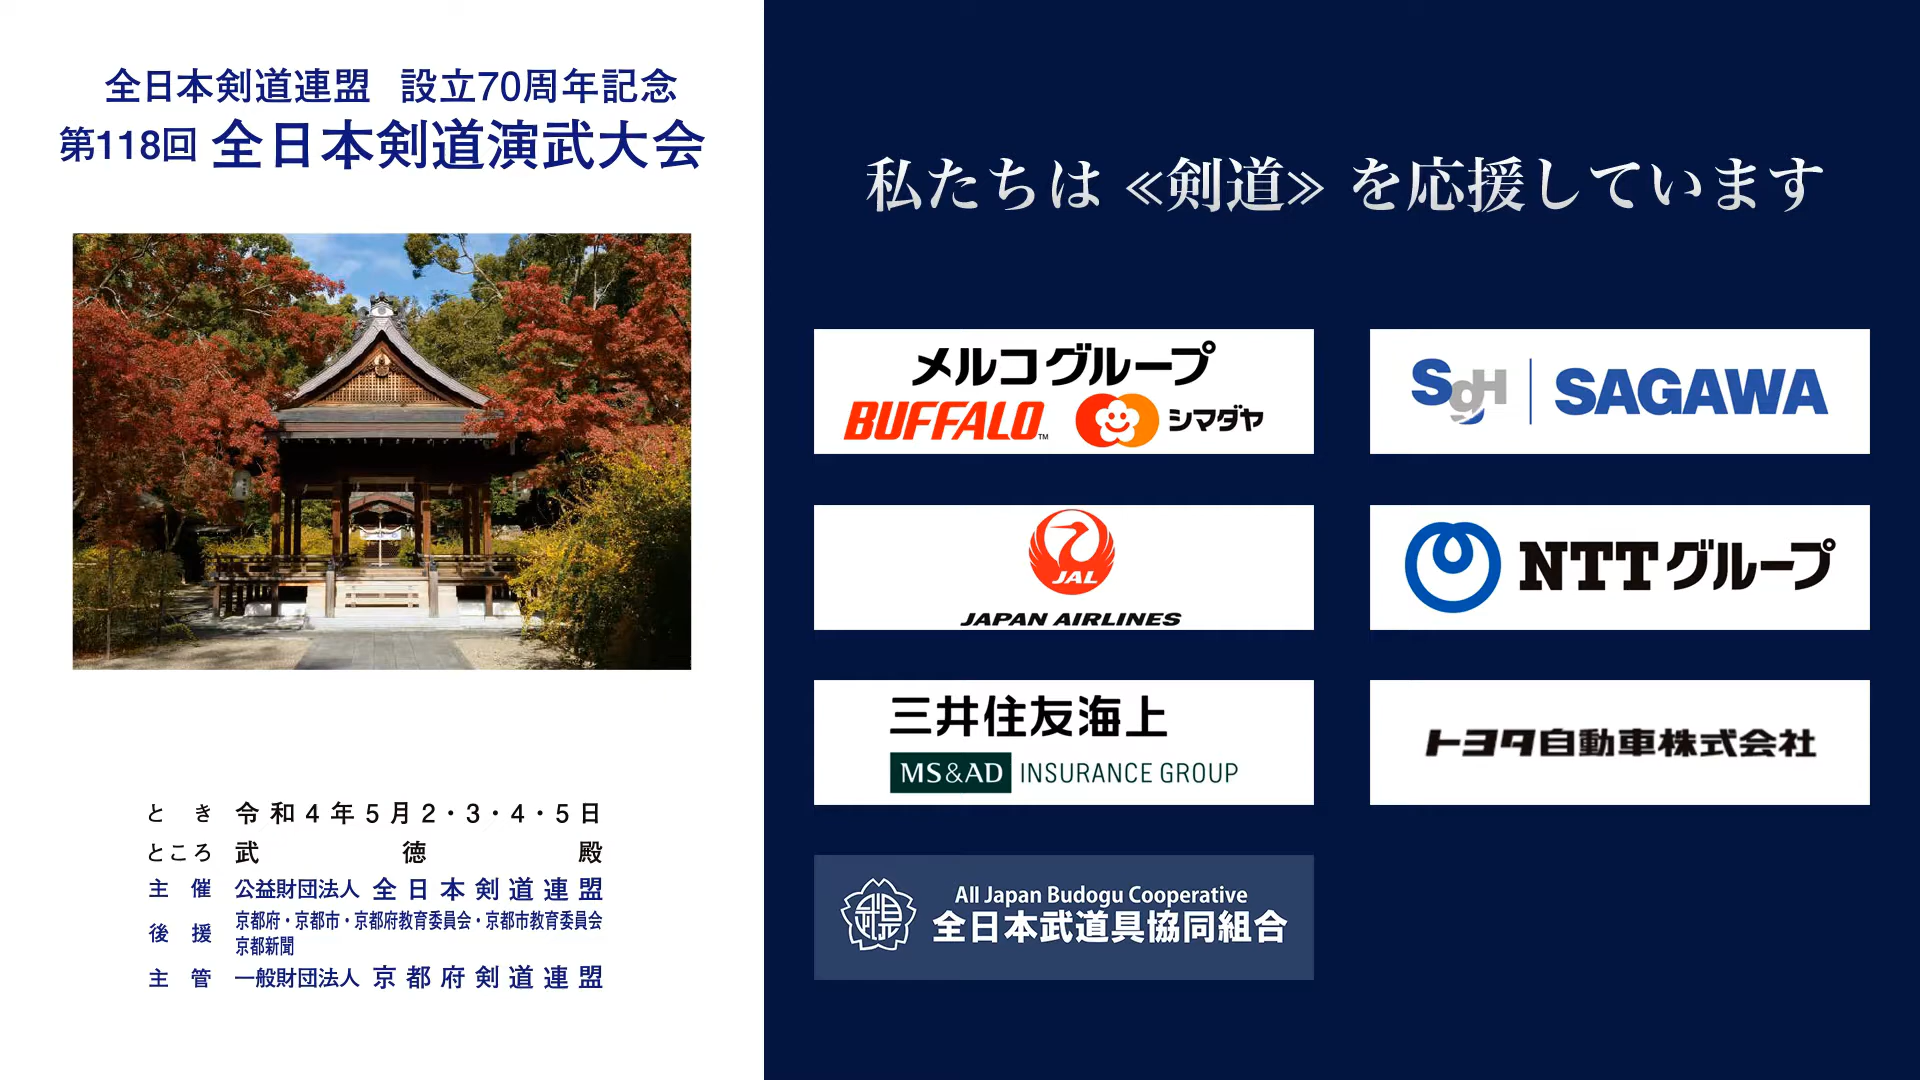 全日本剣道連盟 設立70周年記念
第118回 全日本剣道演武大会
とき 令和4年5月2・3・4・5日
ところ 武徳殿
主催 公益財団法人 全日本剣道連盟
後援 京都府・京都市・京都府教育委員会・京都市教育委員会
京都新聞
主管 一般財団法人 京都府剣道連盟
私たちは≪剣道≫を応援しています
メルコグループ
BUFFALO™ シマダヤ
SGH SAGAWA
JAL
JAPAN AIRLINES
NTTグループ
三井住友海上
MS&AD INSURANCE GROUP
トヨタ自動車株式会社
All Japan Budogu Cooperative
全日本武道具協同組合